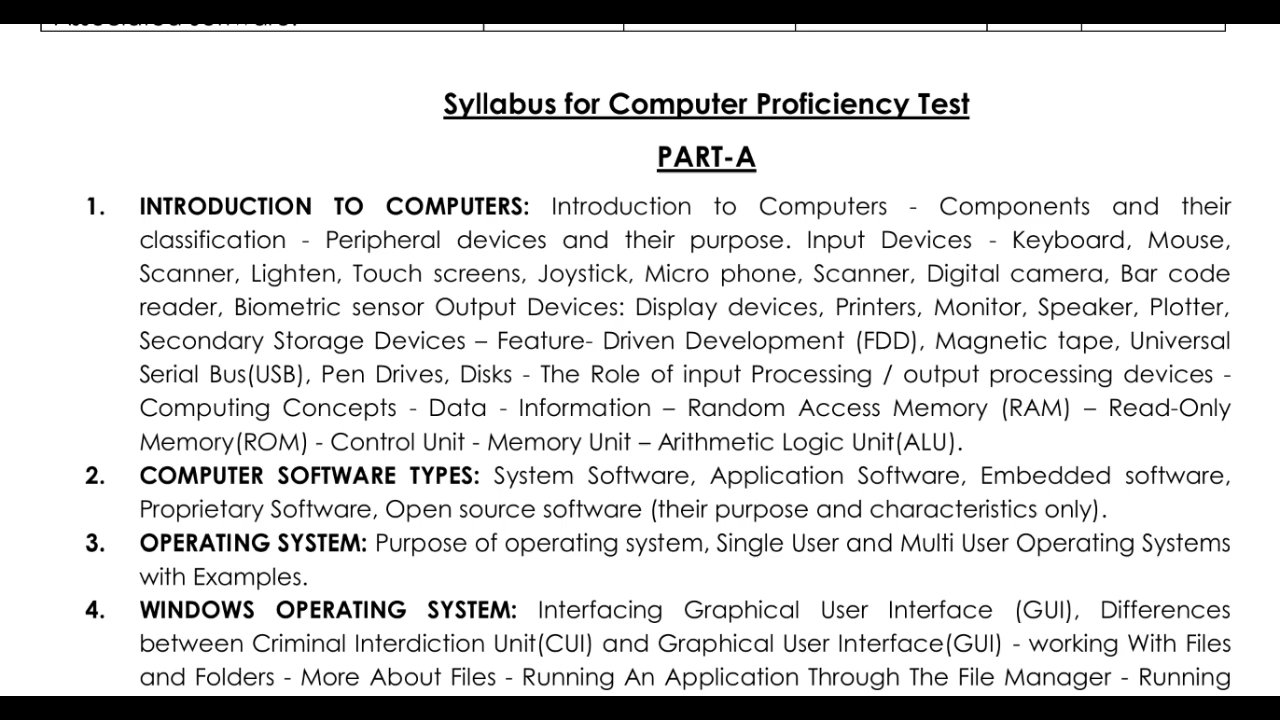 Associated Software.
Syllabus for Computer Proficiency Test
PART-A
1. INTRODUCTION TO COMPUTERS: Introduction to Computers - Components and their
classification - Peripheral devices and their purpose. Input Devices - Keyboard, Mouse,
Scanner, Lighten, Touch screens, Joystick, Micro phone, Scanner, Digital camera, Bar code
reader, Biometric sensor Output Devices: Display devices, Printers, Monitor, Speaker, Plotter,
Secondary Storage Devices – Feature- Driven Development (FDD), Magnetic tape, Universal
Serial Bus(USB), Pen Drives, Disks - The Role of input Processing / output processing devices -
Computing Concepts - Data - Information – Random Access Memory (RAM) – Read-Only
Memory(ROM) - Control Unit - Memory Unit – Arithmetic Logic Unit(ALU).
2. COMPUTER SOFTWARE TYPES: System Software, Application Software, Embedded software,
Proprietary Software, Open source software (their purpose and characteristics only).
3. OPERATING SYSTEM: Purpose of operating system, Single User and Multi User Operating Systems
with Examples.
4. WINDOWS OPERATING SYSTEM: Interfacing Graphical User Interface (GUI), Differences
between Criminal Interdiction Unit(CUI) and Graphical User Interface(GUI) - working With Files
and Folders - More About Files - Running An Application Through The File Manager - Running